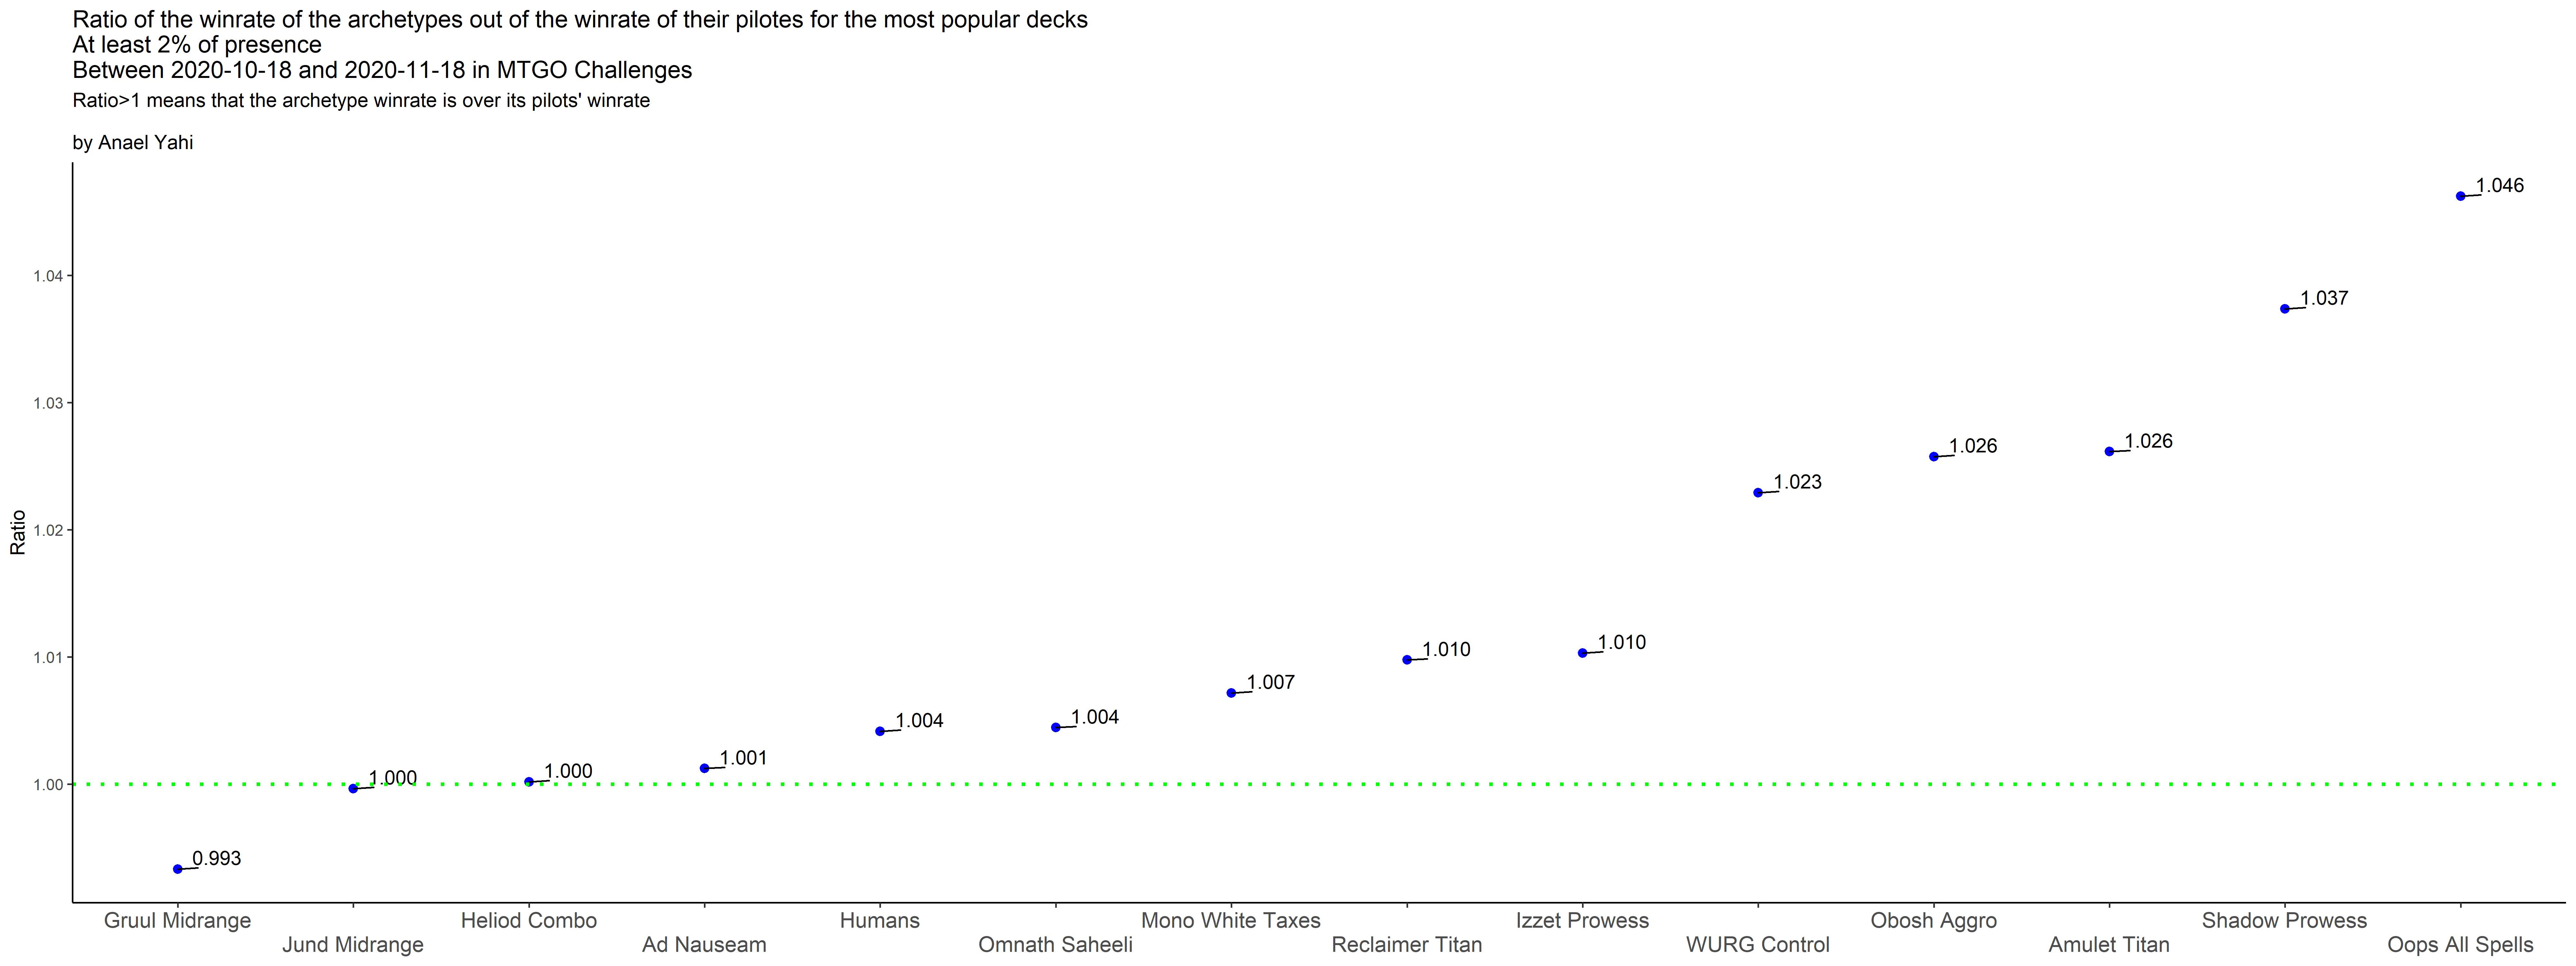 Ratio of the winrate of the archetypes out of the winrate of their pilotes for the most popular decks
At least 2% of presence
Between 2020-10-18 and 2020-11-18 in MTGO Challenges
Ratio>1 means that the archetype winrate is over its pilots' winrate
by Anael Yahi
Ratio
1.04
1.03
1.02
1.01
1.00
0.993
1.000
1.000
1.001
1.004
1.004
1.007
1.010
1.010
1.023
1.026
1.026
1.037
1.046
Gruul Midrange
Jund Midrange
Heliod Combo
Ad Nauseam
Humans
Omnath Saheeli
Mono White Taxes
Reclaimer Titan
Izzet Prowess
WURG Control
Obosh Aggro
Amulet Titan
Shadow Prowess
Oops All Spells